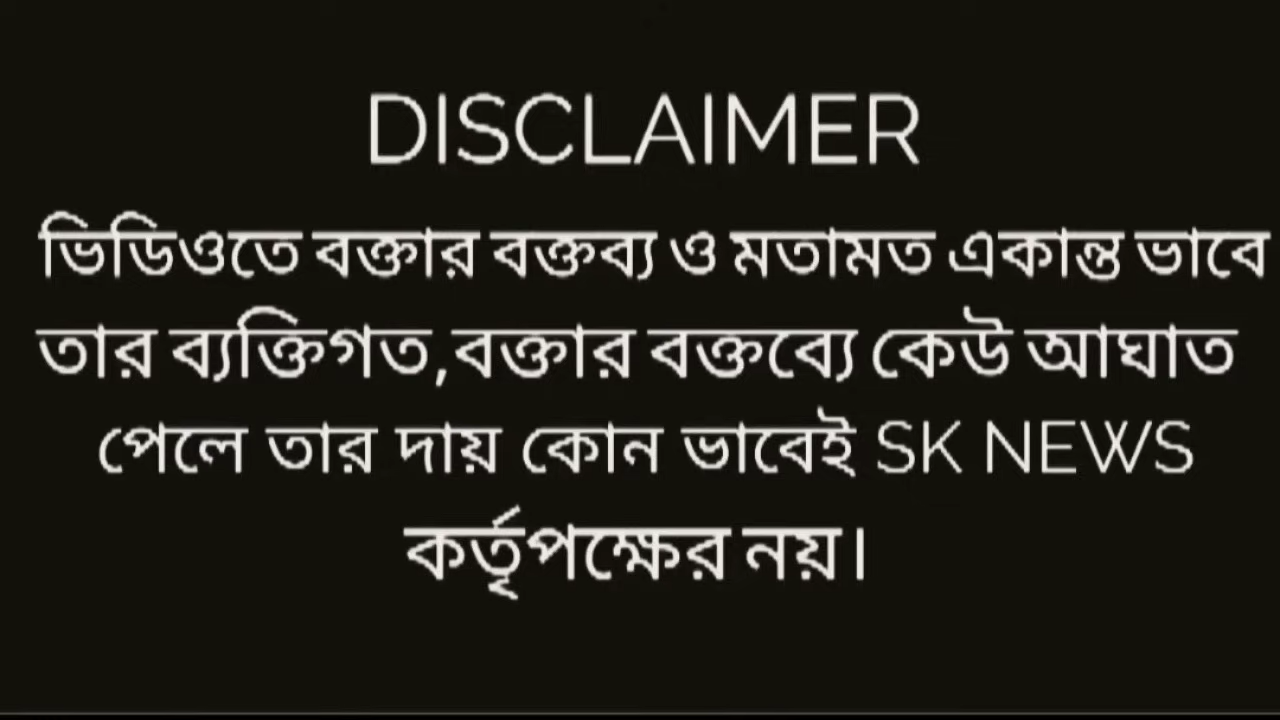 DISCLAIMER
ভিডিওতে বক্তার বক্তব্য ও মতামত একান্ত ভাবে
তার ব্যক্তিগত,বক্তার বক্তব্যে কেউ আঘাত
পেলে তার দায় কোন ভাবেই SK NEWS
কর্তৃপক্ষের নয়।